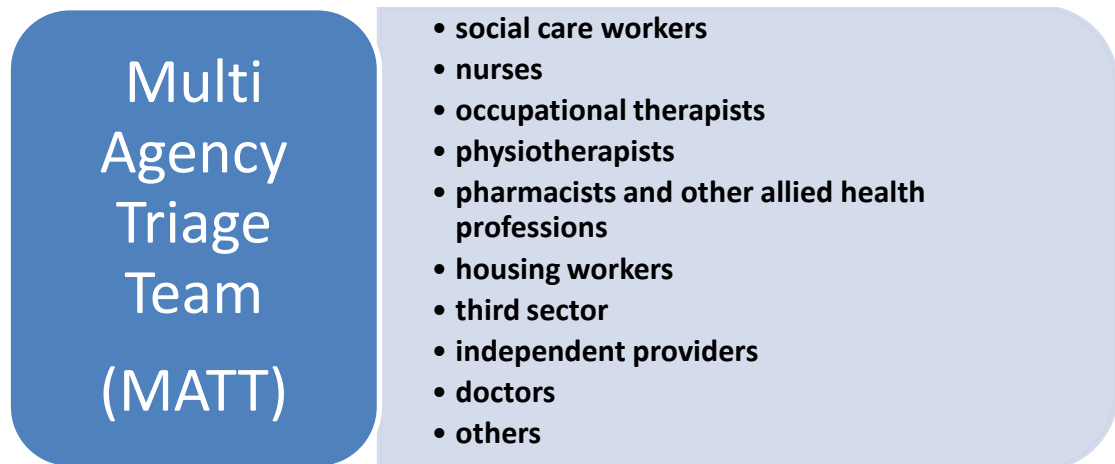 Multi
Agency
Triage
Team
(MATT)
• social care workers
• nurses
• occupational therapists
• physiotherapists
• pharmacists and other allied health
professions
• housing workers
• third sector
• independent providers
• doctors
• others